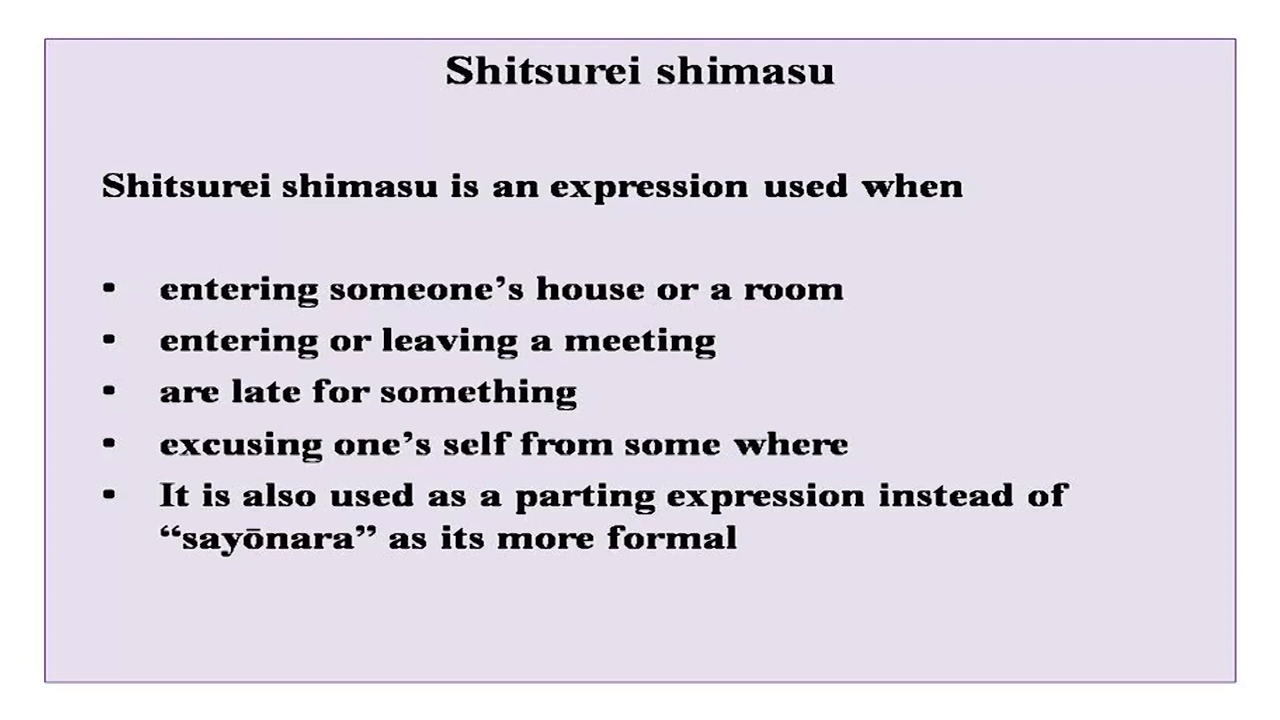 Shitsurei shimasu
Shitsurei shimasu is an expression used when
• entering someone’s house or a room
• entering or leaving a meeting
• are late for something
• excusing one’s self from some where
• It is also used as a parting expression instead of
“sayōnara” as its more formal